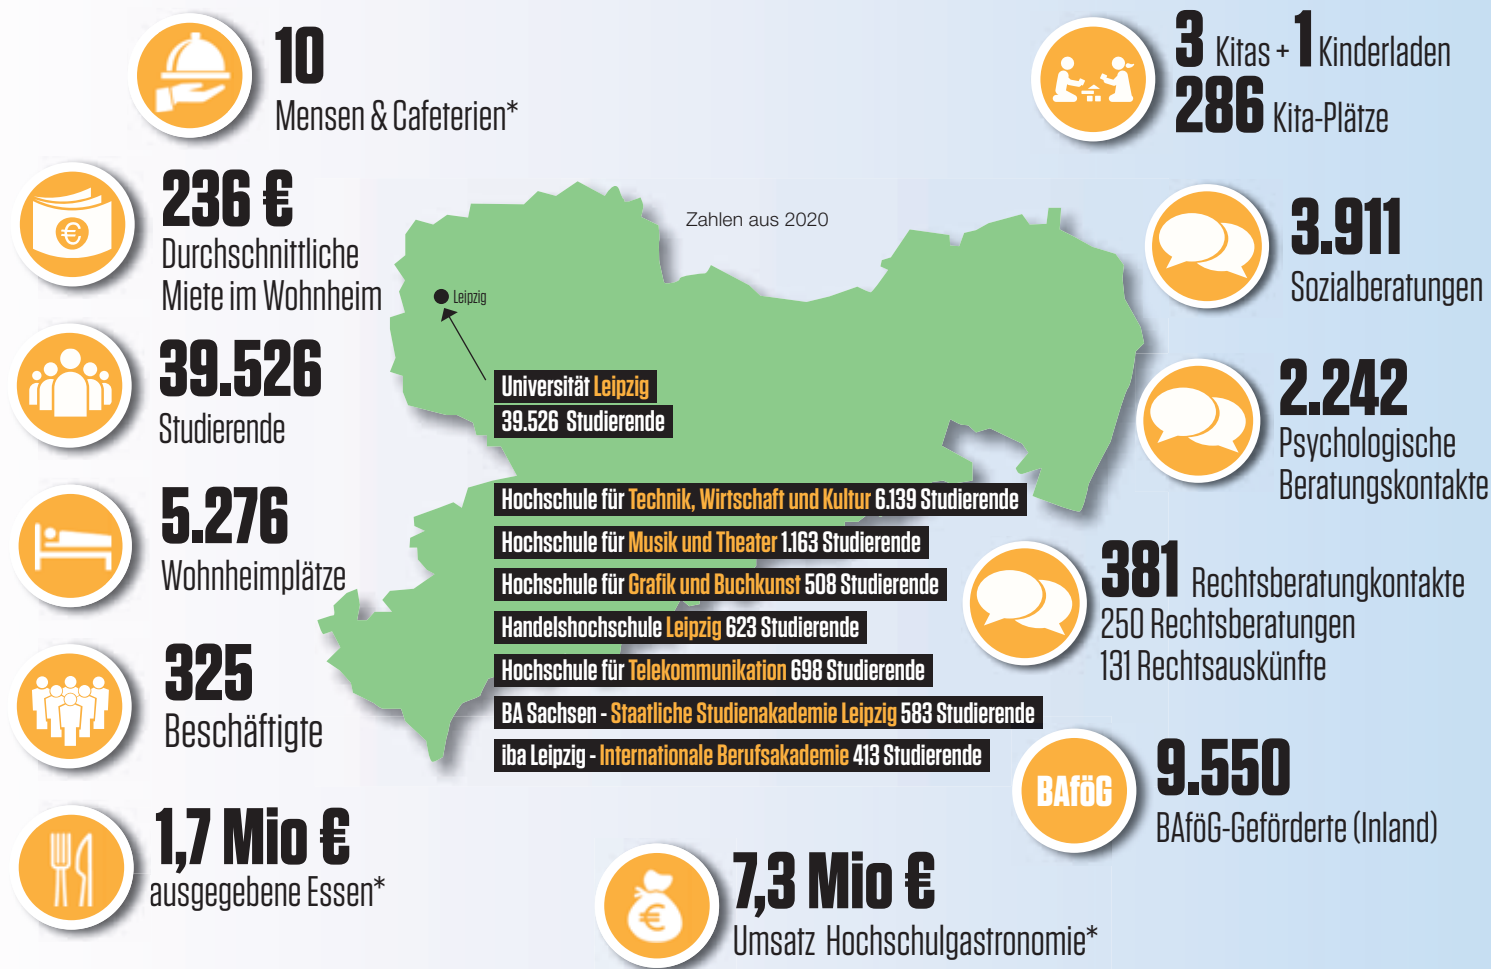 10
Mensen & Cafeterien*
236 €
Durchschnittliche
Miete im Wohnheim
39.526
Studierende
5.276
Wohnheimplätze
325
Beschäftigte
1,7 Mio €
ausgegebene Essen*
Zahlen aus 2020
Leipzig
Universität Leipzig
39.526 Studierende
Hochschule für Technik, Wirtschaft und Kultur 6.139 Studierende
Hochschule für Musik und Theater 1.163 Studierende
Hochschule für Grafik und Buchkunst 508 Studierende
Handelshochschule Leipzig 623 Studierende
Hochschule für Telekommunikation 698 Studierende
BA Sachsen - Staatliche Studienakademie Leipzig 583 Studierende
iba Leipzig - Internationale Berufsakademie 413 Studierende
7,3 Mio €
Umsatz Hochschulgastronomie*
3 Kitas + 1 Kinderladen
286 Kita-Plätze
3.911
Sozialberatungen
2.242
Psychologische
Beratungskontakte
381 Rechtsberatungkontakte
250 Rechtsberatungen
131 Rechtsauskünfte
BAföG
9.550
BAföG-Geförderte (Inland)